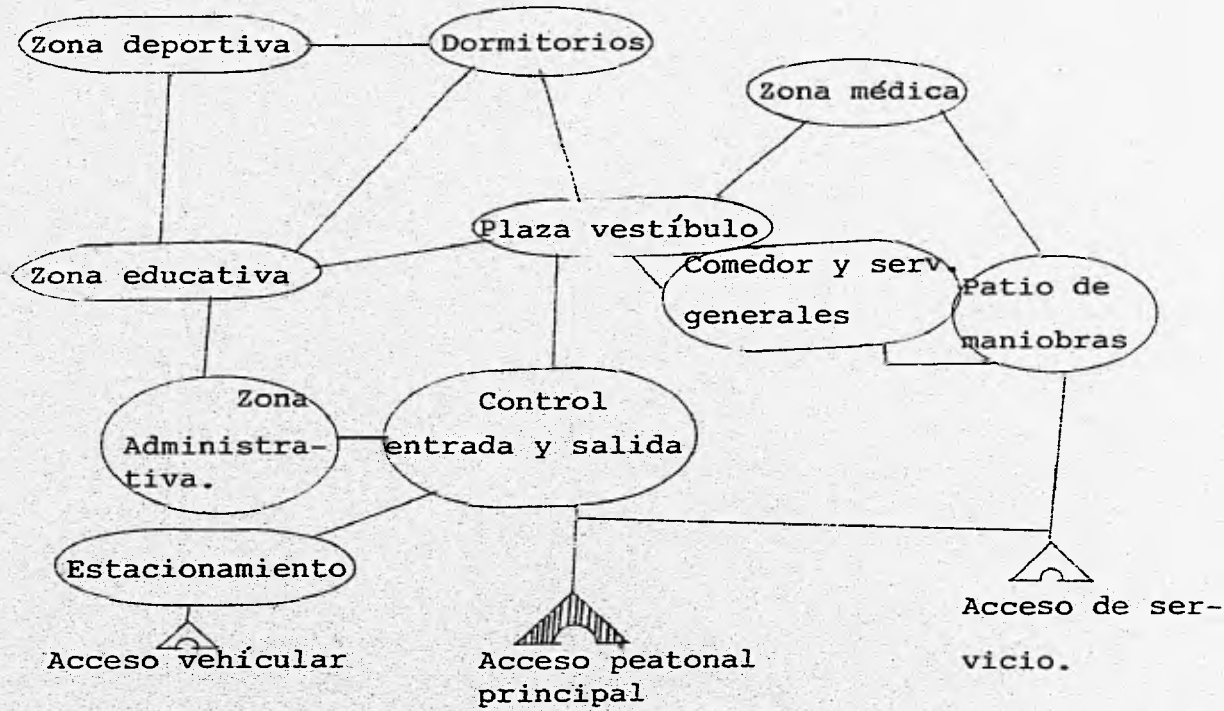 Zona deportiva
Dormitorios
Zona médica
Plaza vestíbulo
Zona educativa
Comedor y serv.
generales
Patio de
maniobras
Zona
Administra-
tiva.
Control
entrada y salida
Estacionamiento
Acceso vehícular
Acceso peatonal
principal
Acceso de ser-
vicio.